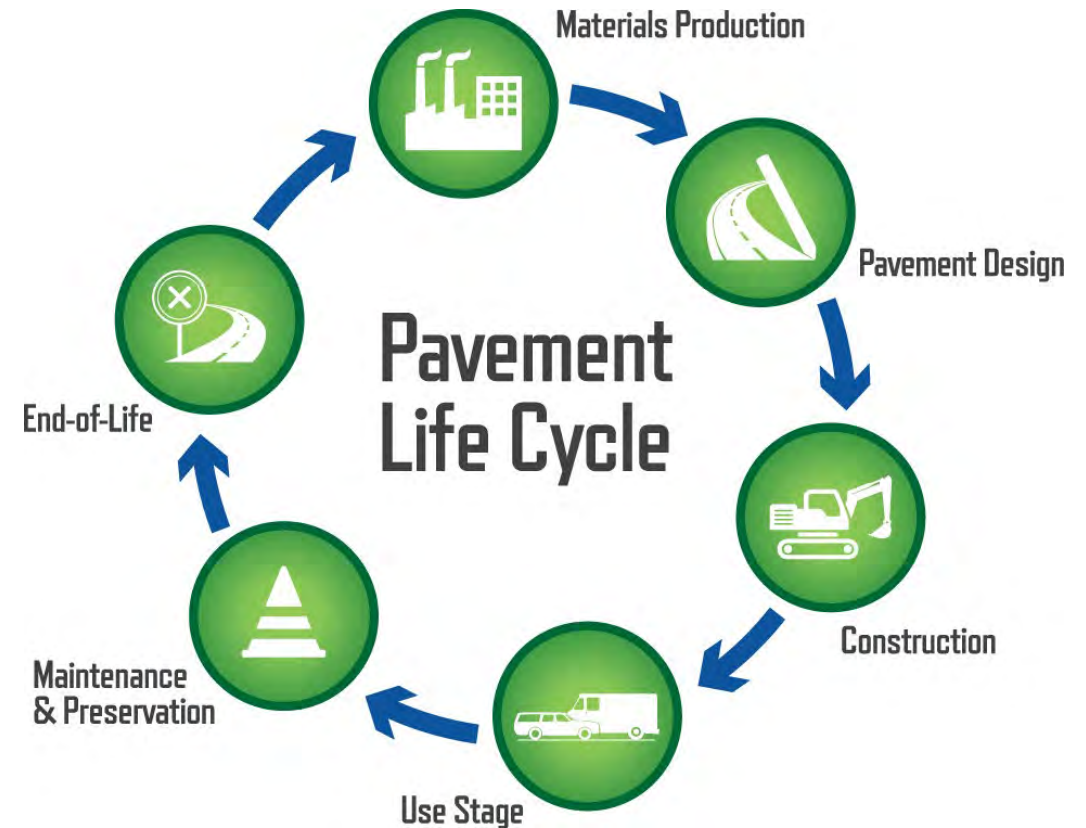 Materials Production
Pavement Design
Construction
Use Stage
Maintenance
& Preservation
End-of-Life
Pavement
Life Cycle